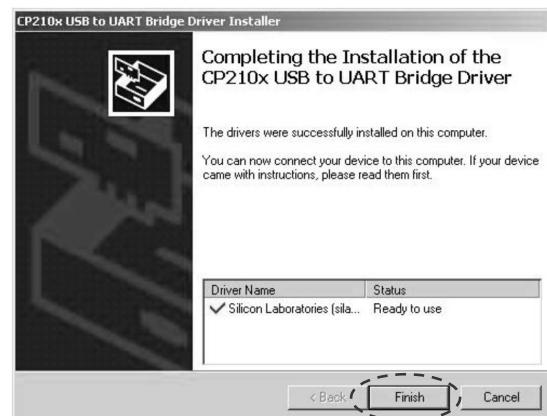 CP210x USB to UART Bridge Driver Installer
Completing the Installation of the
CP210x USB to UART Bridge Driver
The drivers were successfully installed on this computer.
You can now connect your device to this computer. If your device
came with instructions, please read them first.
Driver Name Status
Silicon Laboratories (sila... Ready to use
< Back Finish Cancel